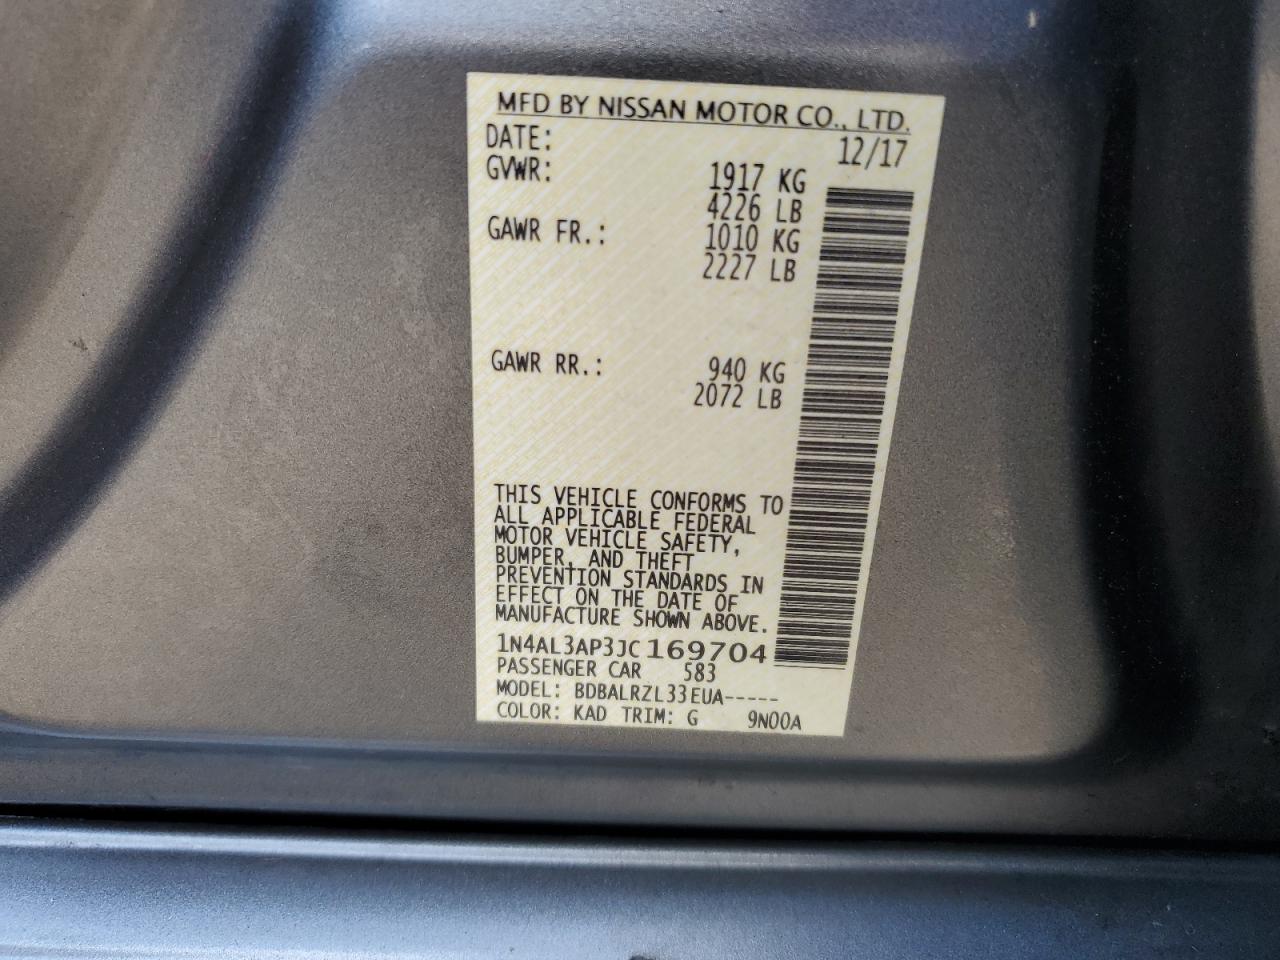 MFD BY NISSAN MOTOR CO., LTD.
DATE: 12/17
GVWR: 1917 KG
4226 LB
GAWR FR.: 1010 KG
2227 LB
GAWR RR.: 940 KG
2072 LB
THIS VEHICLE CONFORMS TO
ALL APPLICABLE FEDERAL
MOTOR VEHICLE SAFETY,
BUMPER, AND THEFT
PREVENTION STANDARDS IN
EFFECT ON THE DATE OF
MANUFACTURE SHOWN ABOVE.
1N4AL3AP3JC169704
PASSENGER CAR 583
MODEL: BDBALRZL33EUA-----
COLOR: KAD TRIM: G 9N00A